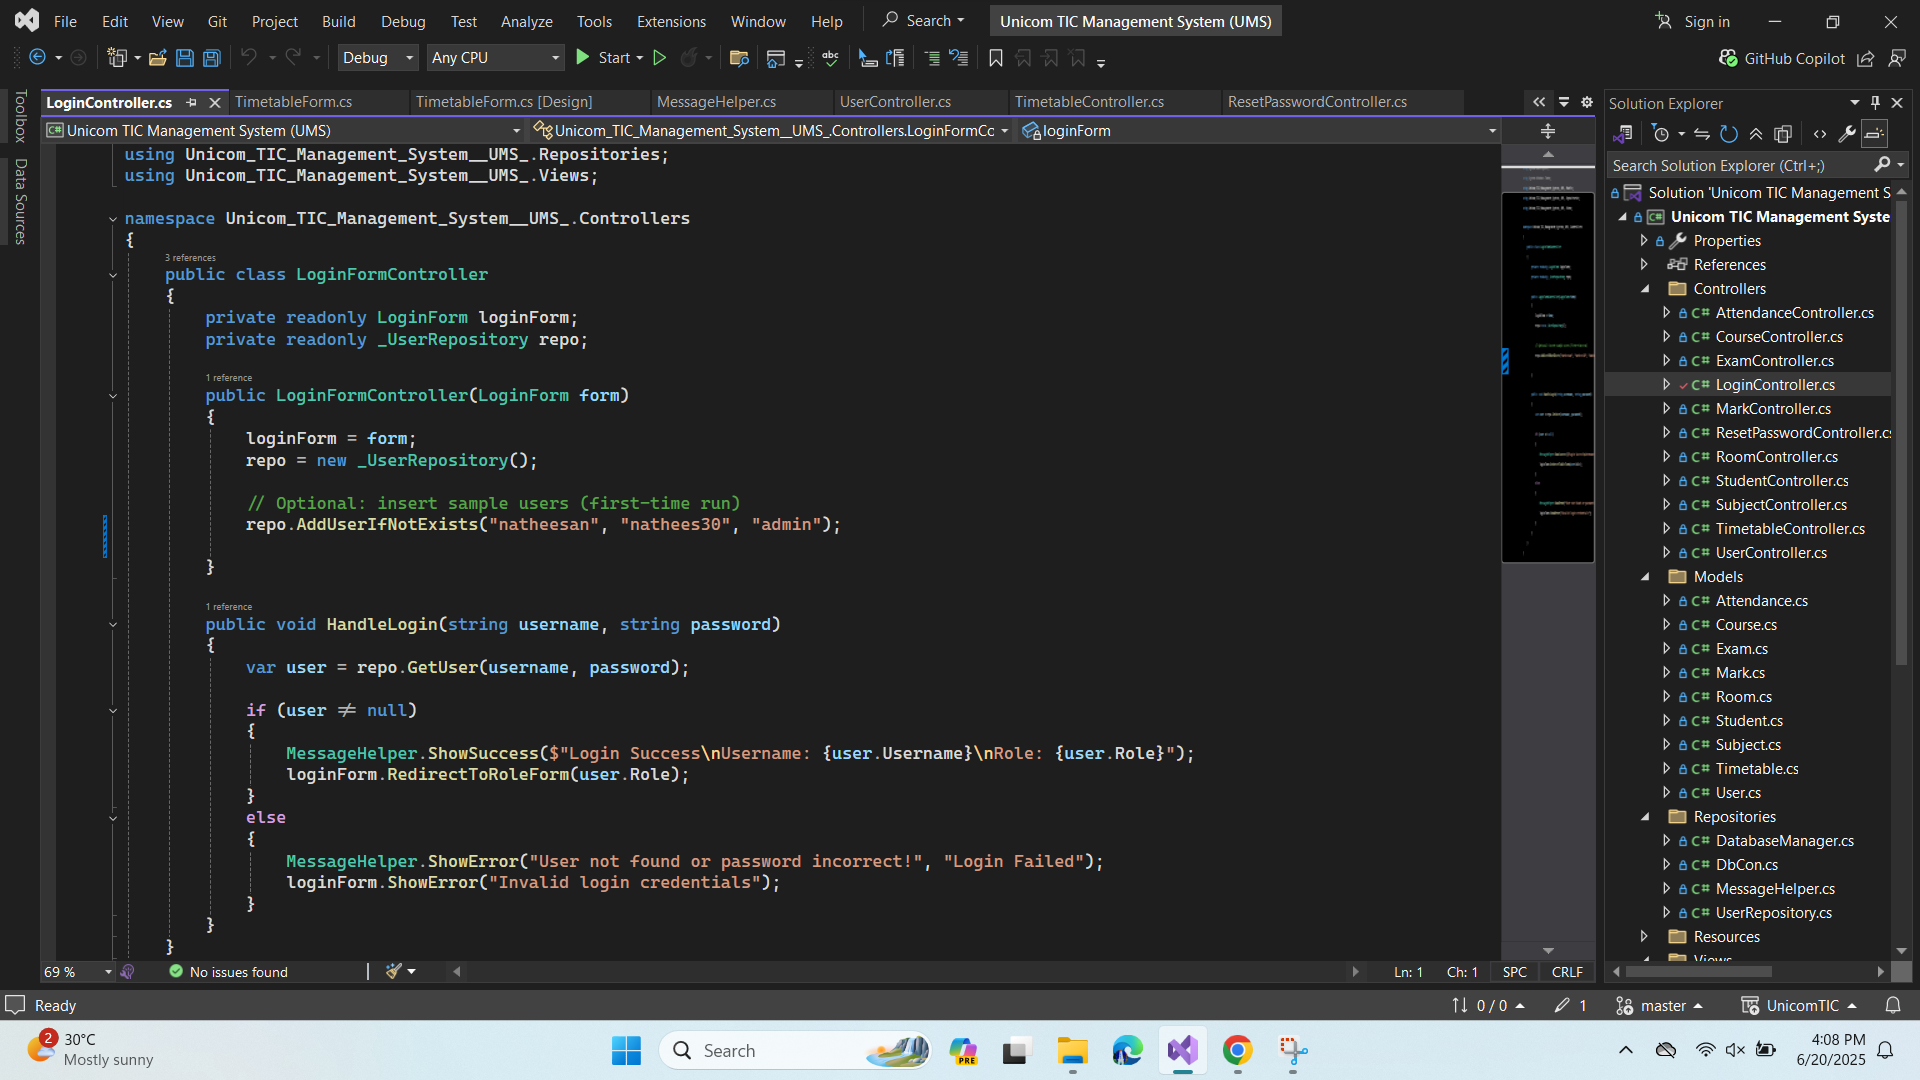 File Edit View Git Project Build Debug Test Analyze Tools Extensions Window Help Search Unicom TIC Management System (UMS) Sign in
Debug Any CPU Start GitHub Copilot
Toolbox
Data Sources
LoginController.cs TimetableForm.cs TimetableForm.cs [Design] MessageHelper.cs UserController.cs TimetableController.cs ResetPasswordController.cs
C# Unicom TIC Management System (UMS) Unicom_TIC_Management_System__UMS_.Controllers.LoginFormCo loginForm
using Unicom_TIC_Management_System__UMS_.Repositories;
using Unicom_TIC_Management_System__UMS_.Views;
namespace Unicom_TIC_Management_System__UMS_.Controllers
{
3 references
public class LoginFormController
{
private readonly LoginForm loginForm;
private readonly _UserRepository repo;
1 reference
public LoginFormController(LoginForm form)
{
loginForm = form;
repo = new _UserRepository();
// Optional: insert sample users (first-time run)
repo.AddUserIfNotExists("natheesan", "nathees30", "admin");
}
1 reference
public void HandleLogin(string username, string password)
{
var user = repo.GetUser(username, password);
if (user != null)
{
MessageHelper.ShowSuccess($"Login Success\nUsername: {user.Username}\nRole: {user.Role}");
loginForm.RedirectToRoleForm(user.Role);
}
else
{
MessageHelper.ShowError("User not found or password incorrect!", "Login Failed");
loginForm.ShowError("Invalid login credentials");
}
}
}
69 % No issues found Ln: 1 Ch: 1 SPC CRLF
Solution Explorer
Search Solution Explorer (Ctrl+;)
Solution 'Unicom TIC Management S
C# Unicom TIC Management Syste
Properties
References
Controllers
C# AttendanceController.cs
C# CourseController.cs
C# ExamController.cs
C# LoginController.cs
C# MarkController.cs
C# ResetPasswordController.cs
C# RoomController.cs
C# StudentController.cs
C# SubjectController.cs
C# TimetableController.cs
C# UserController.cs
Models
C# Attendance.cs
C# Course.cs
C# Exam.cs
C# Mark.cs
C# Room.cs
C# Student.cs
C# Subject.cs
C# Timetable.cs
C# User.cs
Repositories
C# DatabaseManager.cs
C# DbCon.cs
C# MessageHelper.cs
C# UserRepository.cs
Resources
Views
Ready 0 / 0 1 master UnicomTIC
2 30°C
Mostly sunny
Search
PRE
4:08 PM
6/20/2025